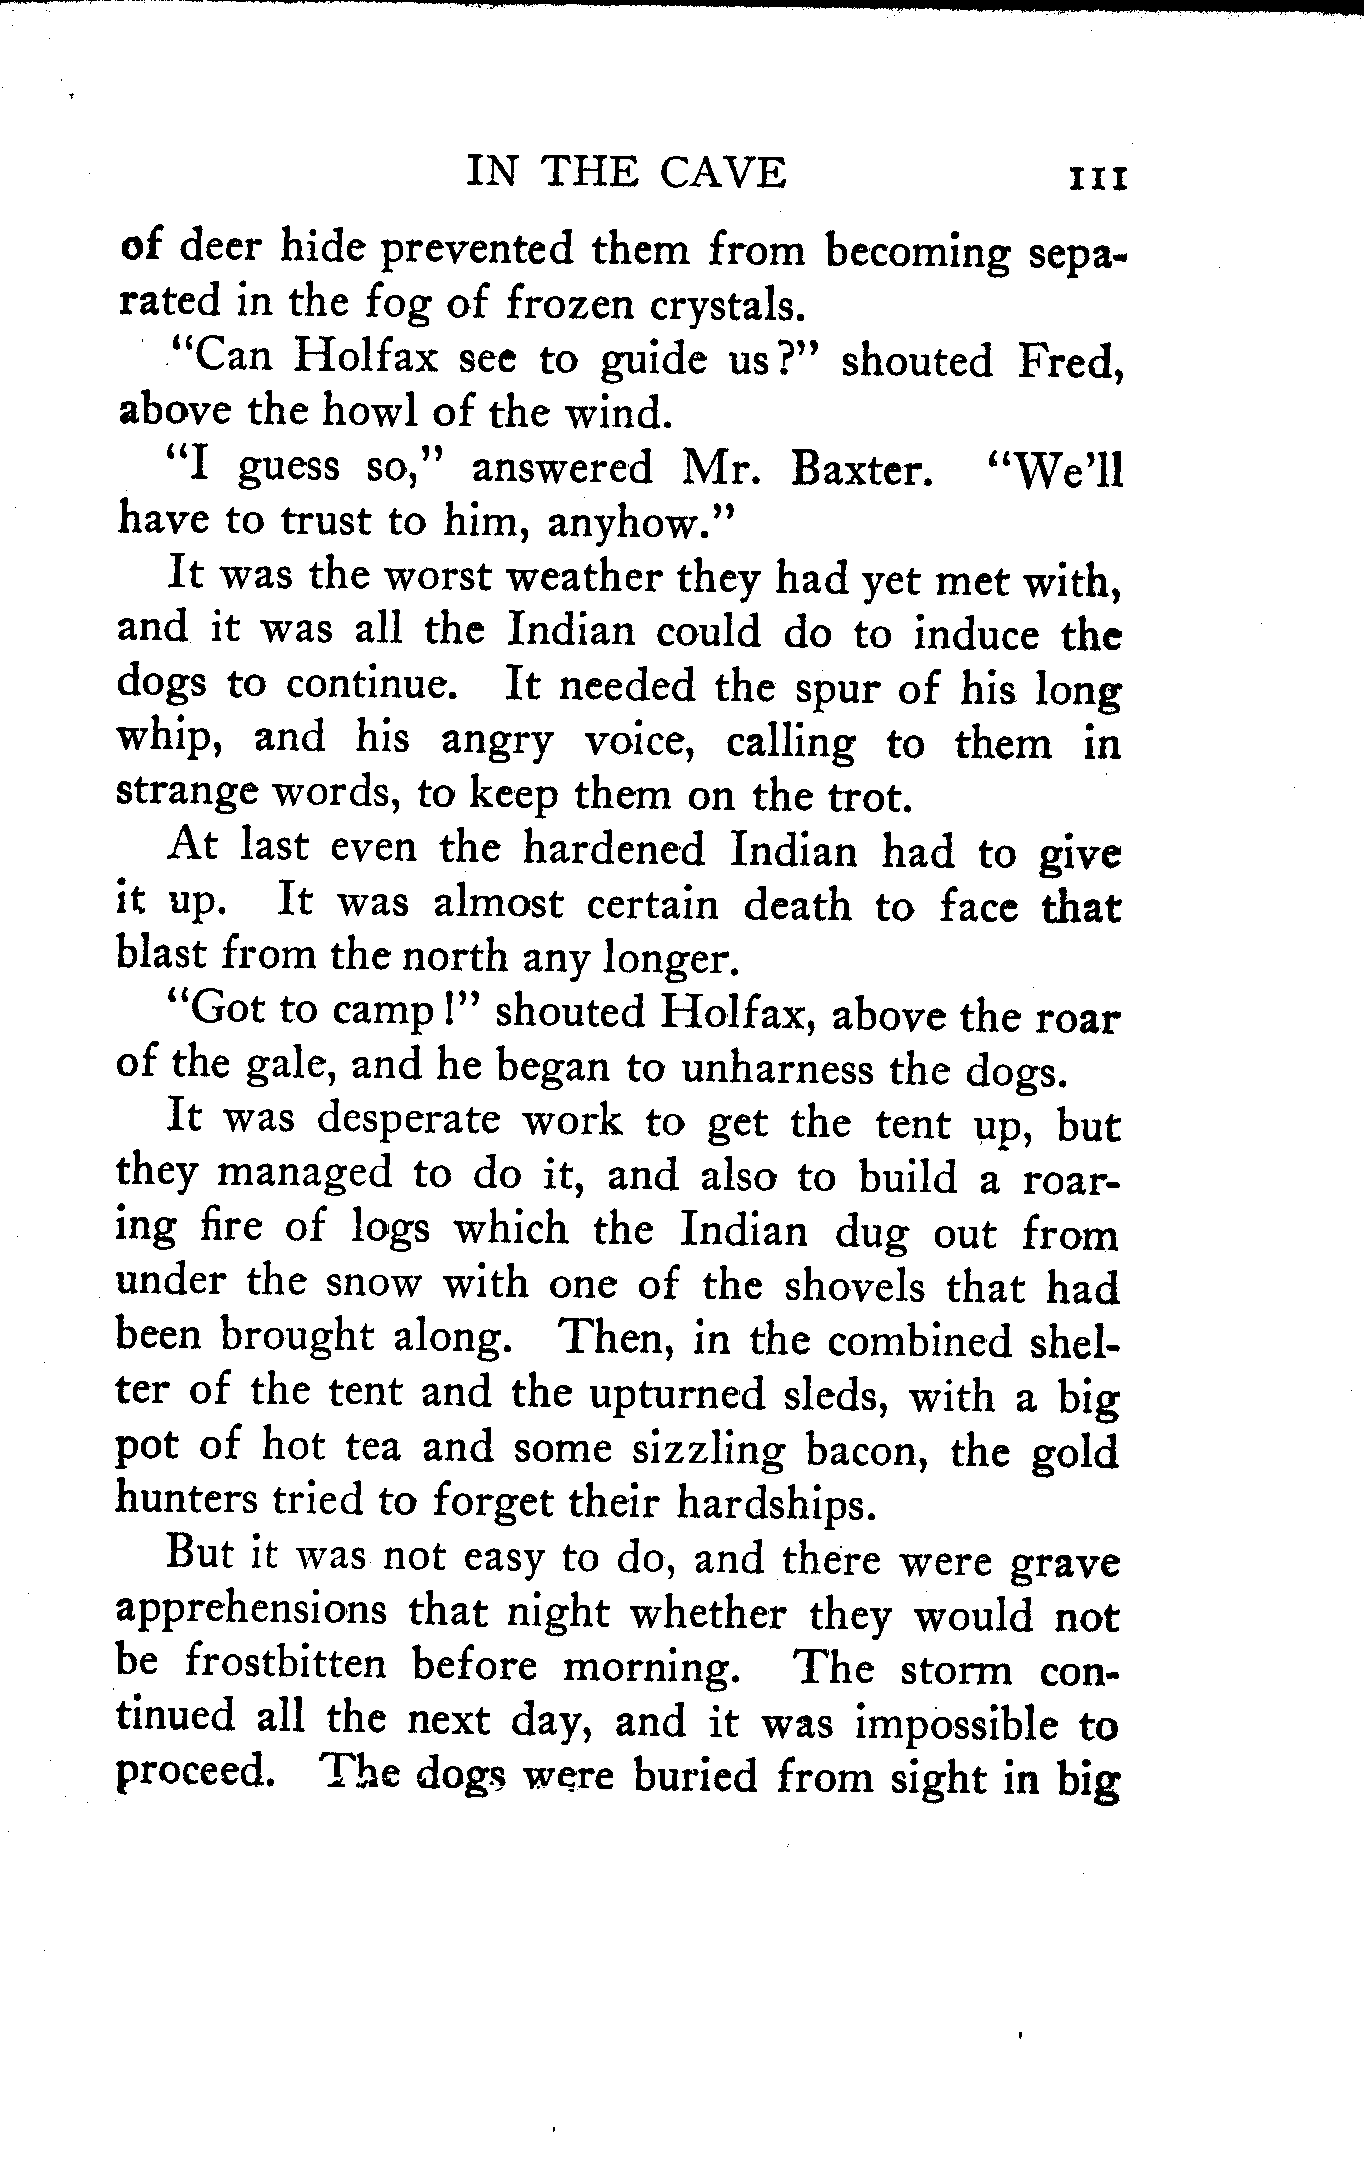 IN THE CAVE 111
of deer hide prevented them from becoming sepa-
rated in the fog of frozen crystals.
"Can Holfax see to guide us?" shouted Fred,
above the howl of the wind.
"I guess so," answered Mr. Baxter. "We'll
have to trust to him, anyhow."
It was the worst weather they had yet met with,
and it was all the Indian could do to induce the
dogs to continue. It needed the spur of his long
whip, and his angry voice, calling to them in
strange words, to keep them on the trot.
At last even the hardened Indian had to give
it up. It was almost certain death to face that
blast from the north any longer.
"Got to camp!" shouted Holfax, above the roar
of the gale, and he began to unharness the dogs.
It was desperate work to get the tent up, but
they managed to do it, and also to build a roar-
ing fire of logs which the Indian dug out from
under the snow with one of the shovels that had
been brought along. Then, in the combined shel-
ter of the tent and the upturned sleds, with a big
pot of hot tea and some sizzling bacon, the gold
hunters tried to forget their hardships.
But it was not easy to do, and there were grave
apprehensions that night whether they would not
be frostbitten before morning. The storm con-
tinued all the next day, and it was impossible to
proceed. The dogs were buried from sight in big